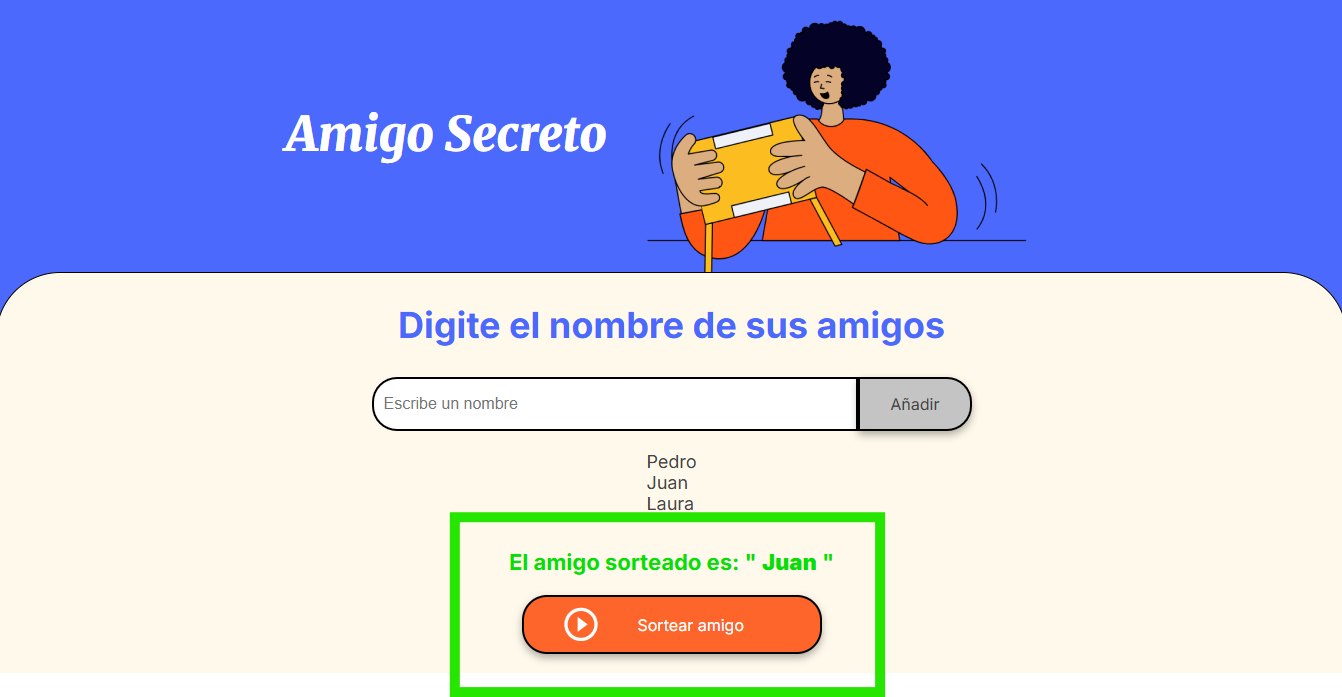 Amigo Secreto
Digite el nombre de sus amigos
Escribe un nombre
Añadir
Pedro
Juan
Laura
El amigo sorteado es: " Juan "
Sortear amigo